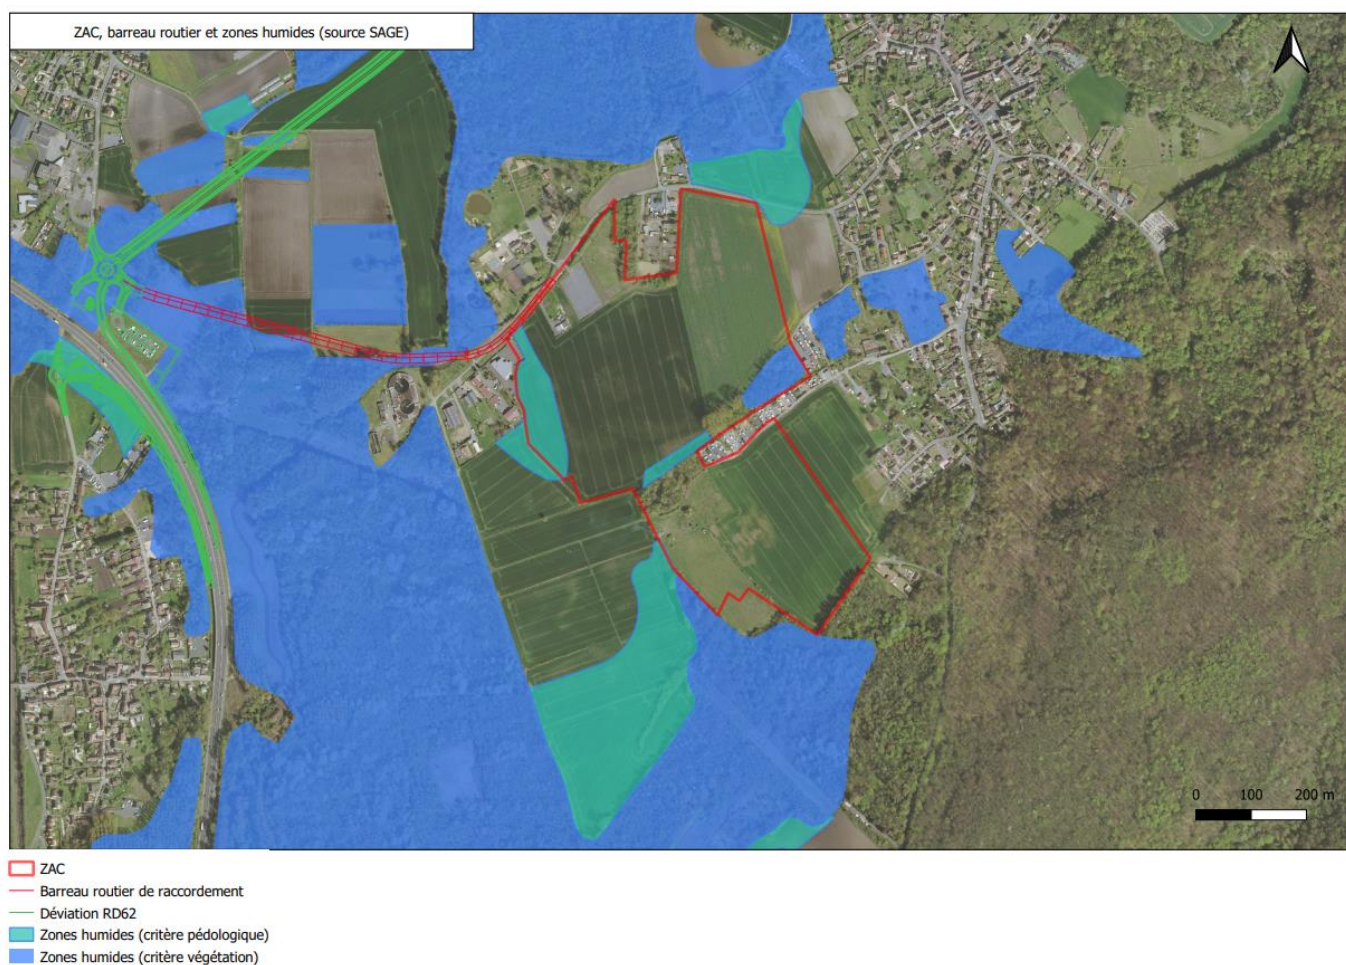 ZAC, barreau routier et zones humides (source SAGE)
0 100 200 m
ZAC
Barreau routier de raccordement
Déviation RD62
Zones humides (critère pédologique)
Zones humides (critère végétation)